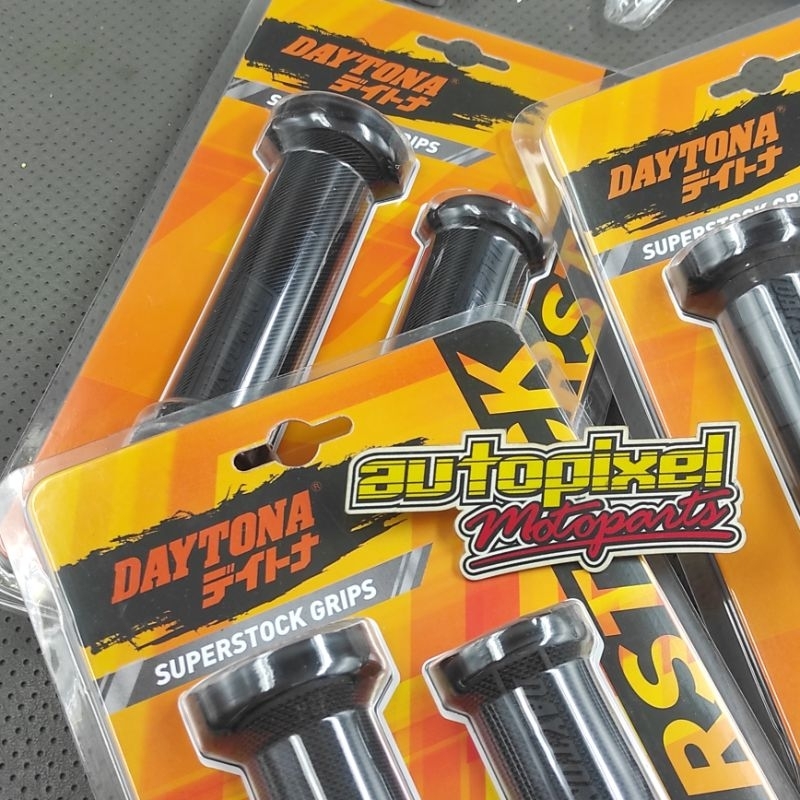 DAYTONA®
デイトナ
GRIPS
DAYTONA
デイトナ
SUPERSTOCK GR
autopixel
Motoparts
DAYTONA®
デイトナ
SUPERSTOCK GRIPS